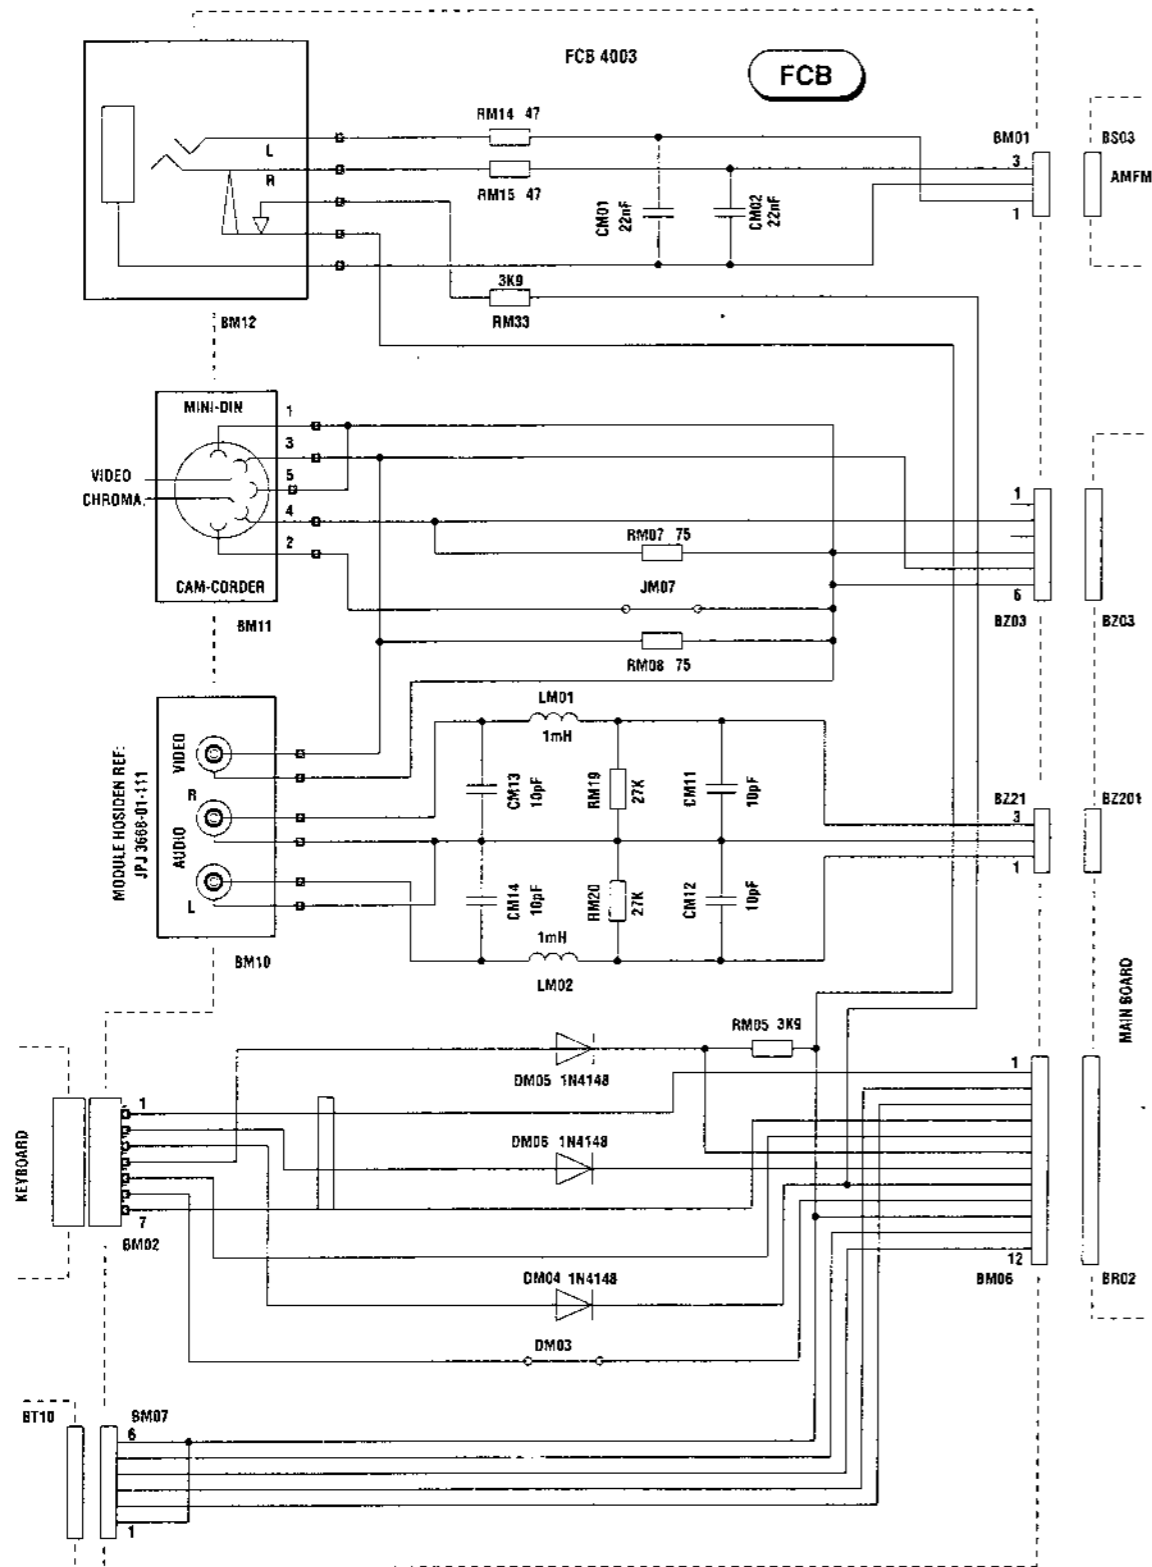 FCB 4003
FCB
RM14 47
L
R
RM15 47
CM01
22nF
CM02
22nF
BM01
3
1
BS03
AMFM
3K9
RM33
BM12
MINI-DIN
1
3
5
4
2
VIDEO
CHROMA.
CAM-CORDER
BM11
RM07 75
JM07
RM08 75
1
6
BZ03
BZ03
MODULE HOSIDEN REF:
JPJ 3668-01-111
VIDEO
R
AUDIO
L
BM10
LM01
1mH
CM13
10pF
RM19
27K
CM11
10pF
CM14
10pF
RM20
27K
CM12
10pF
1mH
LM02
BZ21
3
1
BZ201
MAIN BOARD
RM05 3K9
DM05 1N4148
DM06 1N4148
DM04 1N4148
DM03
KEYBOARD
1
7
BM02
1
12
BM06
BR02
BT10
BM07
6
1